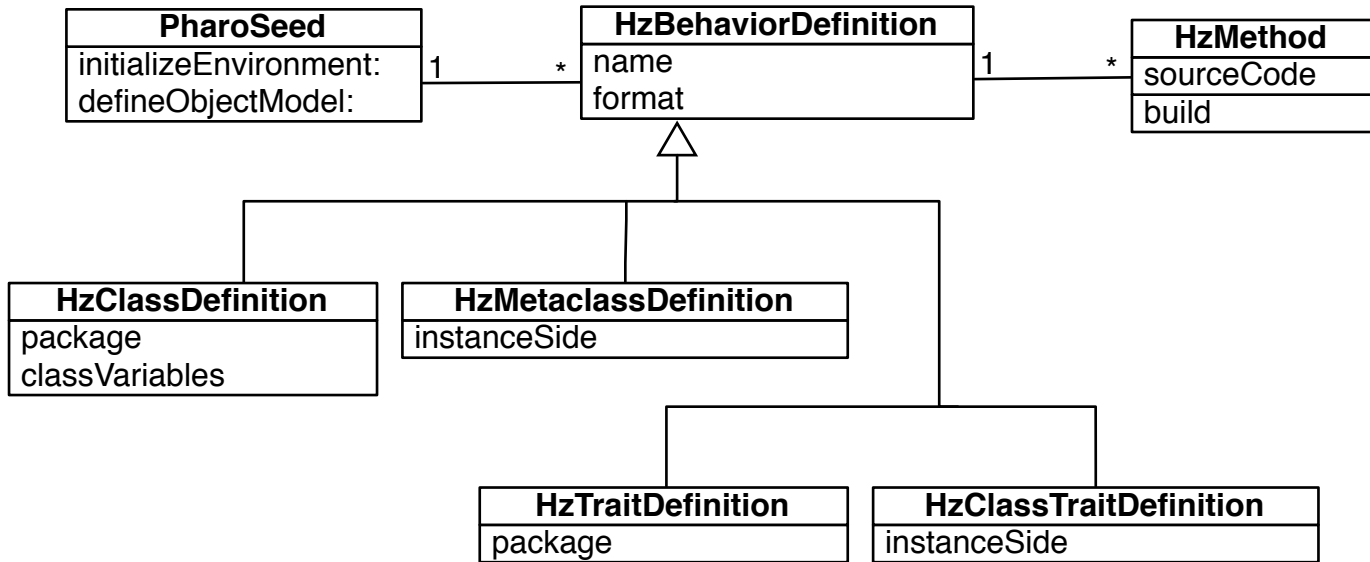 PharoSeed
initializeEnvironment:
defineObjectModel:
1
*
HzBehaviorDefinition
name
format
1
*
HzMethod
sourceCode
build
HzClassDefinition
package
classVariables
HzMetaclassDefinition
instanceSide
HzTraitDefinition
package
HzClassTraitDefinition
instanceSide